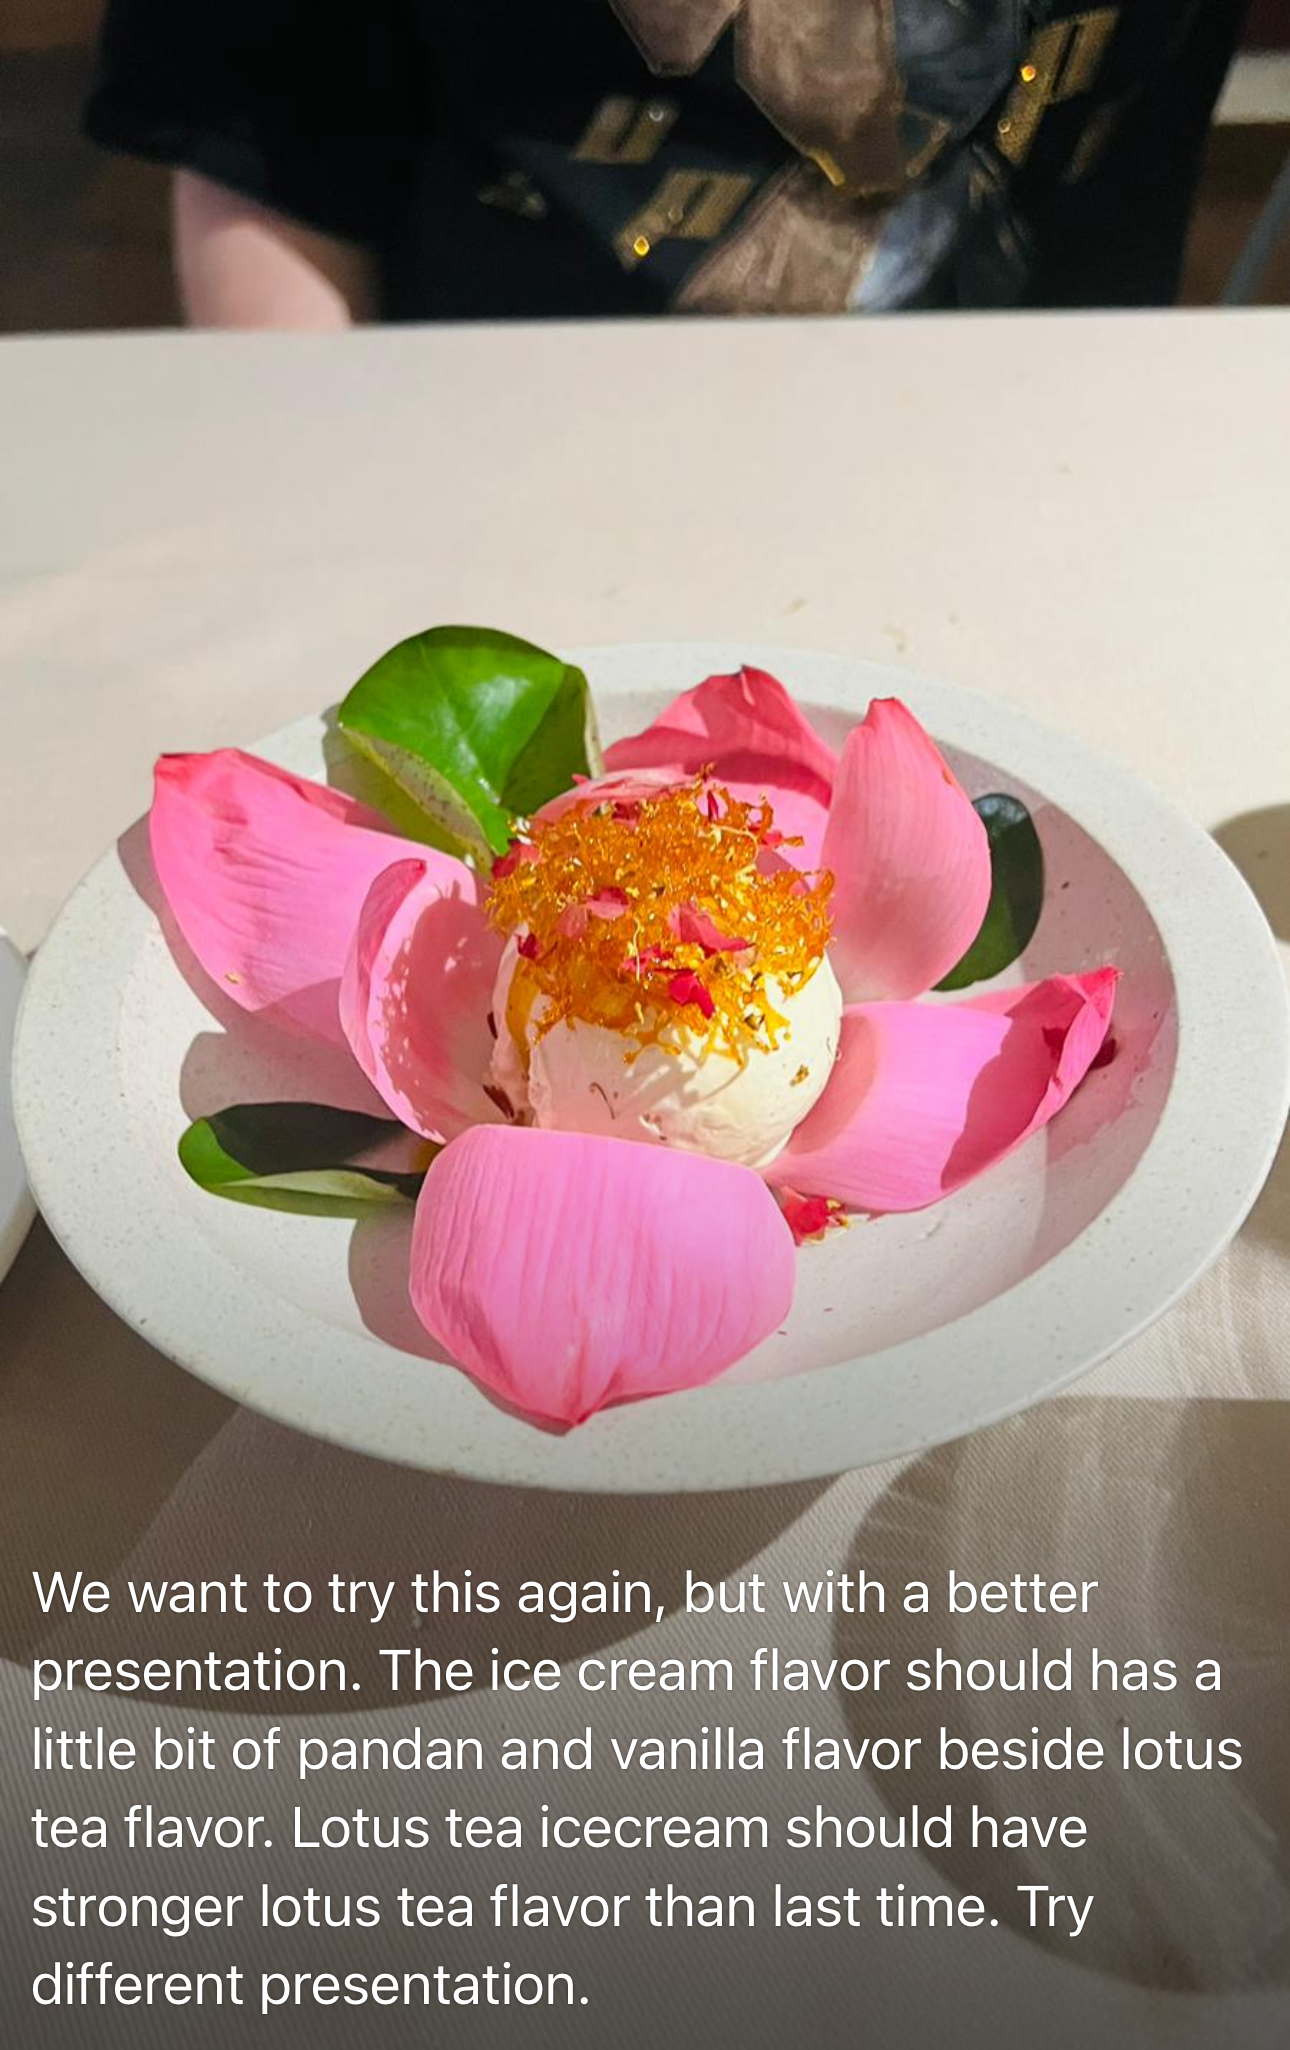 We want to try this again, but with a better
presentation. The ice cream flavor should has a
little bit of pandan and vanilla flavor beside lotus
tea flavor. Lotus tea icecream should have
stronger lotus tea flavor than last time. Try
different presentation.